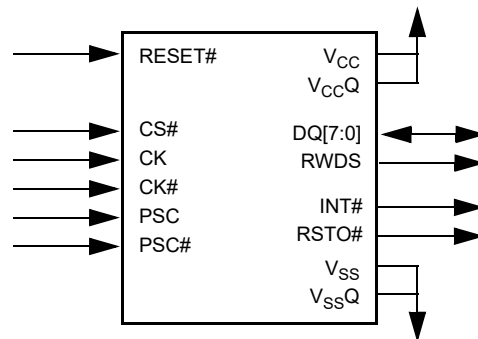 RESET#
CS#
CK
CK#
PSC
PSC#
VCC
VCCQ
DQ[7:0]
RWDS
INT#
RSTO#
VSS
VSSQ